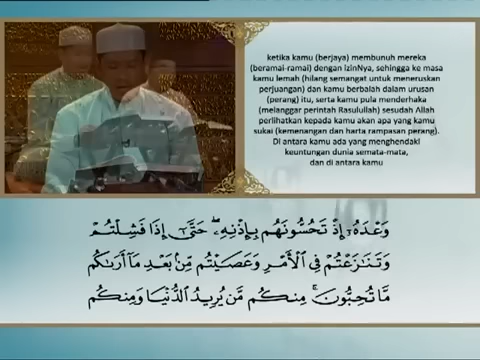 ketika kamu (berjaya) membunuh mereka
(beramai-ramai) dengan izinNya, sehingga ke masa
kamu lemah (hilang semangat untuk meneruskan
perjuangan) dan kamu berbalah dalam urusan
(perang) itu, serta kamu pula menderhaka
(melanggar perintah Rasulullah) sesudah Allah
perlihatkan kepada kamu akan apa yang kamu
sukai (kemenangan dan harta rampasan perang).
Di antara kamu ada yang menghendaki
keuntungan dunia semata-mata,
dan di antara kamu
وَعْدَهُۥٓ إِذْ تَحُسُّونَهُم بِإِذْنِهِۦۖ حَتَّىٰٓ إِذَا فَشِلْتُمْ
وَتَنَٰزَعْتُمْ فِي ٱلْأَمْرِ وَعَصَيْتُم مِّنۢ بَعْدِ مَآ أَرَىٰكُم
مَّا تُحِبُّونَۚ مِنكُم مَّن يُرِيدُ ٱلدُّنْيَا وَمِنكُم